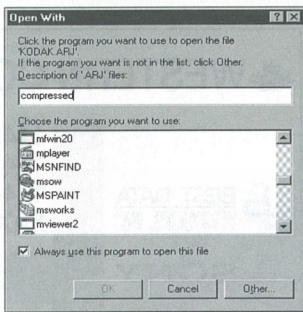 Open With
Click the program you want to use to open the file
'KODAK.ARJ'.
If the program you want is not in the list, click Other.
Description of '.ARJ' files:
compressed
Choose the program you want to use:
mfwin20
mplayer
MSNFIND
msow
MSPAINT
msworks
mviewer2
Always use this program to open this file
OK
Cancel
Other...